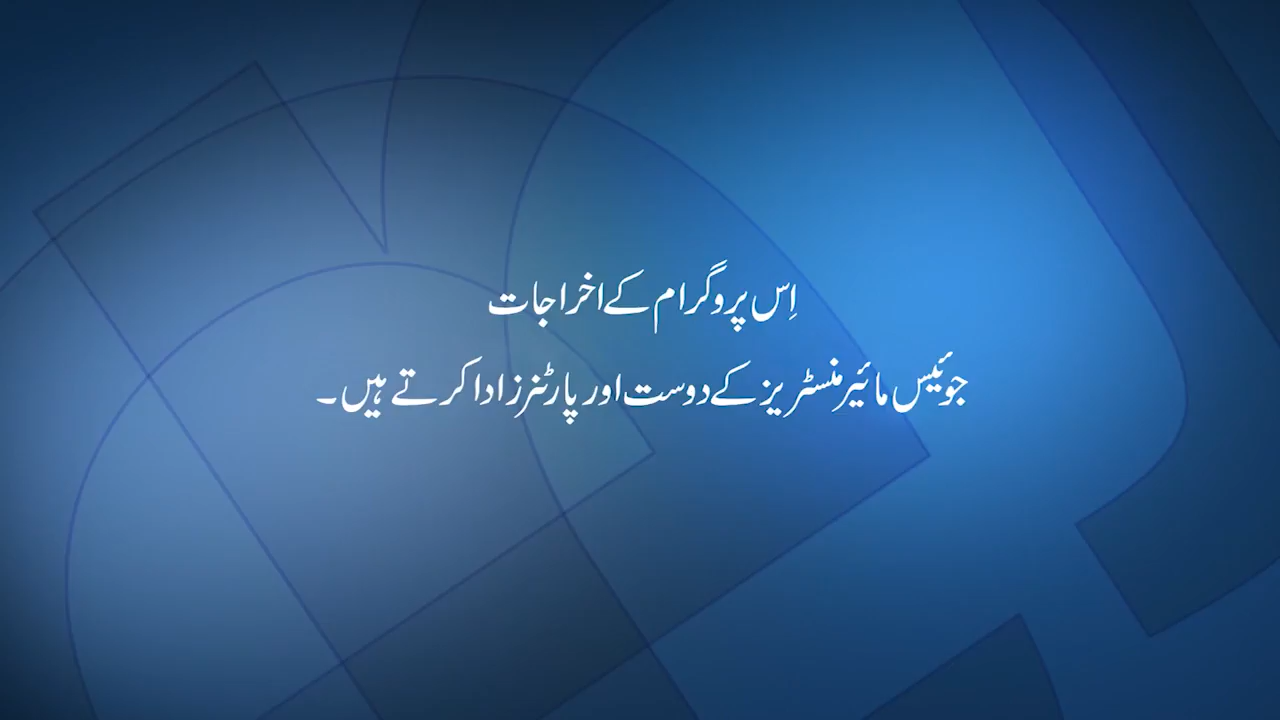 اِس پروگرام کے اخراجات
جوئیس مائیر منسٹریز کے دوست اور پارٹنرز ادا کرتے ہیں۔